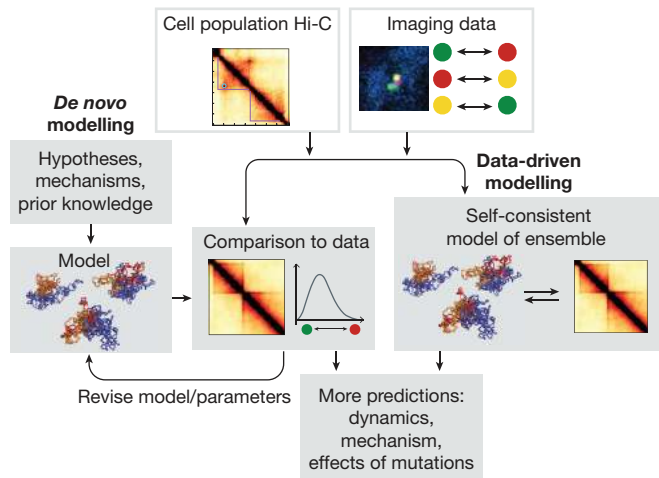 Cell population Hi-C
Imaging data
De novo
modelling
Hypotheses,
mechanisms,
prior knowledge
Data-driven
modelling
Model
Comparison to data
Self-consistent
model of ensemble
Revise model/parameters
More predictions:
dynamics,
mechanism,
effects of mutations